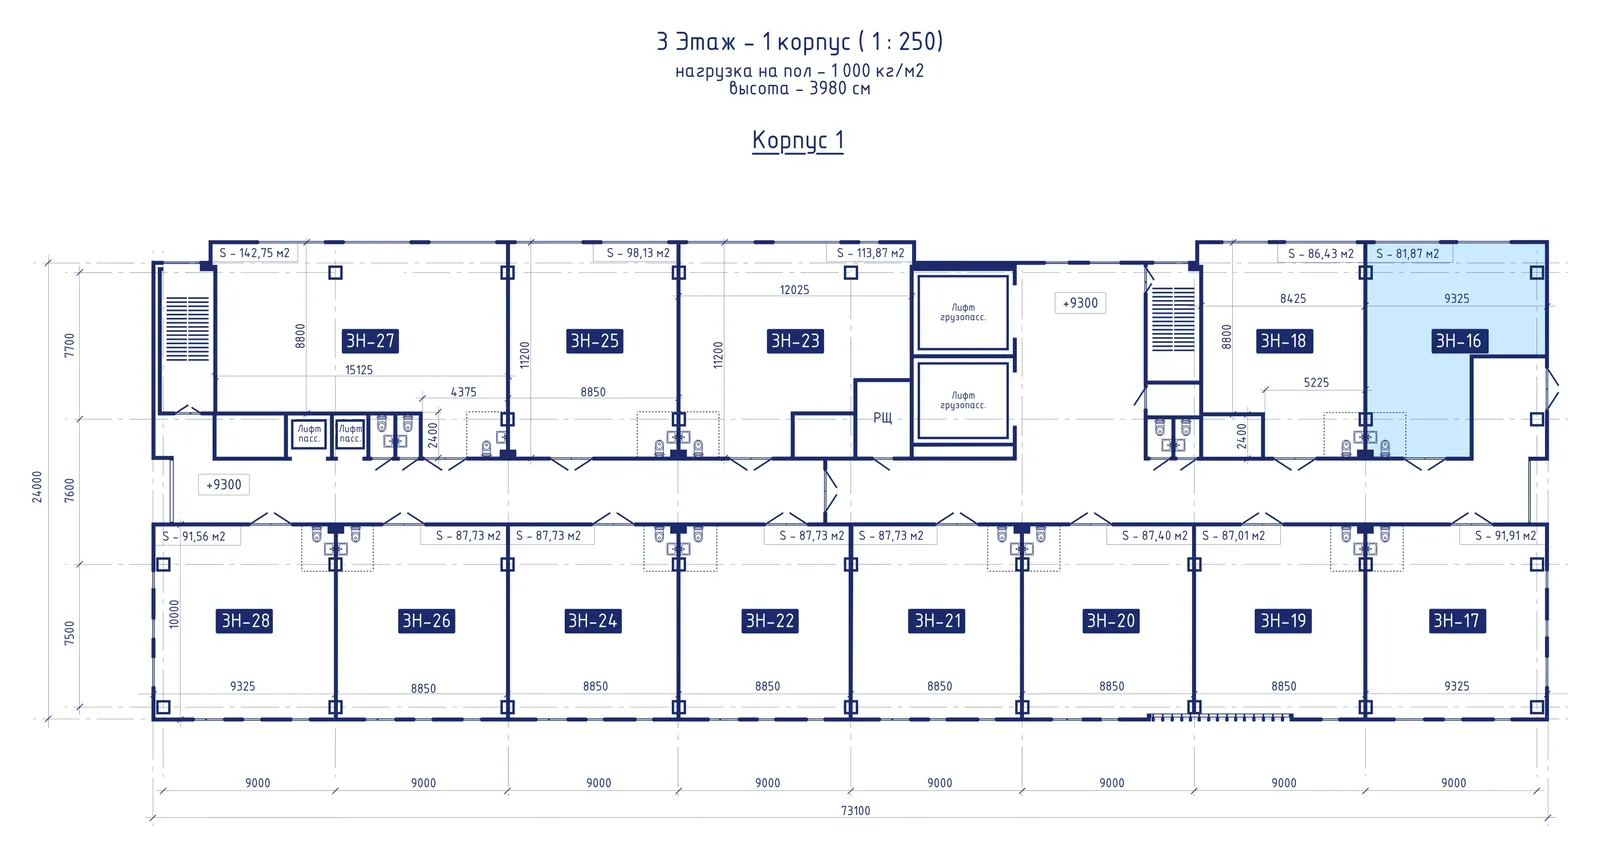 3 Этаж – 1 корпус ( 1 : 250)
нагрузка на пол – 1 000 кг/м2
высота – 3980 см
Корпус 1
S – 142,75 м2
S – 98,13 м2
S – 113,87 м2
S – 86,43 м2
S – 81,87 м2
12025
+9300
8425
9325
Лифт
грузопасс.
7700
8800
3Н-27
11200
3Н-25
11200
3Н-23
8800
3Н-18
3Н-16
15125
4375
8850
5225
Лифт
грузопасс.
РЩ
Лифт
пасс.
Лифт
пасс.
2400
2400
24000
7600
+9300
S – 91,56 м2
S – 87,73 м2
S – 87,73 м2
S – 87,73 м2
S – 87,73 м2
S – 87,40 м2
S – 87,01 м2
S – 91,91 м2
7500
10000
3Н-28
3Н-26
3Н-24
3Н-22
3Н-21
3Н-20
3Н-19
3Н-17
9325
8850
8850
8850
8850
8850
8850
9325
9000
9000
9000
9000
9000
9000
9000
9000
73100